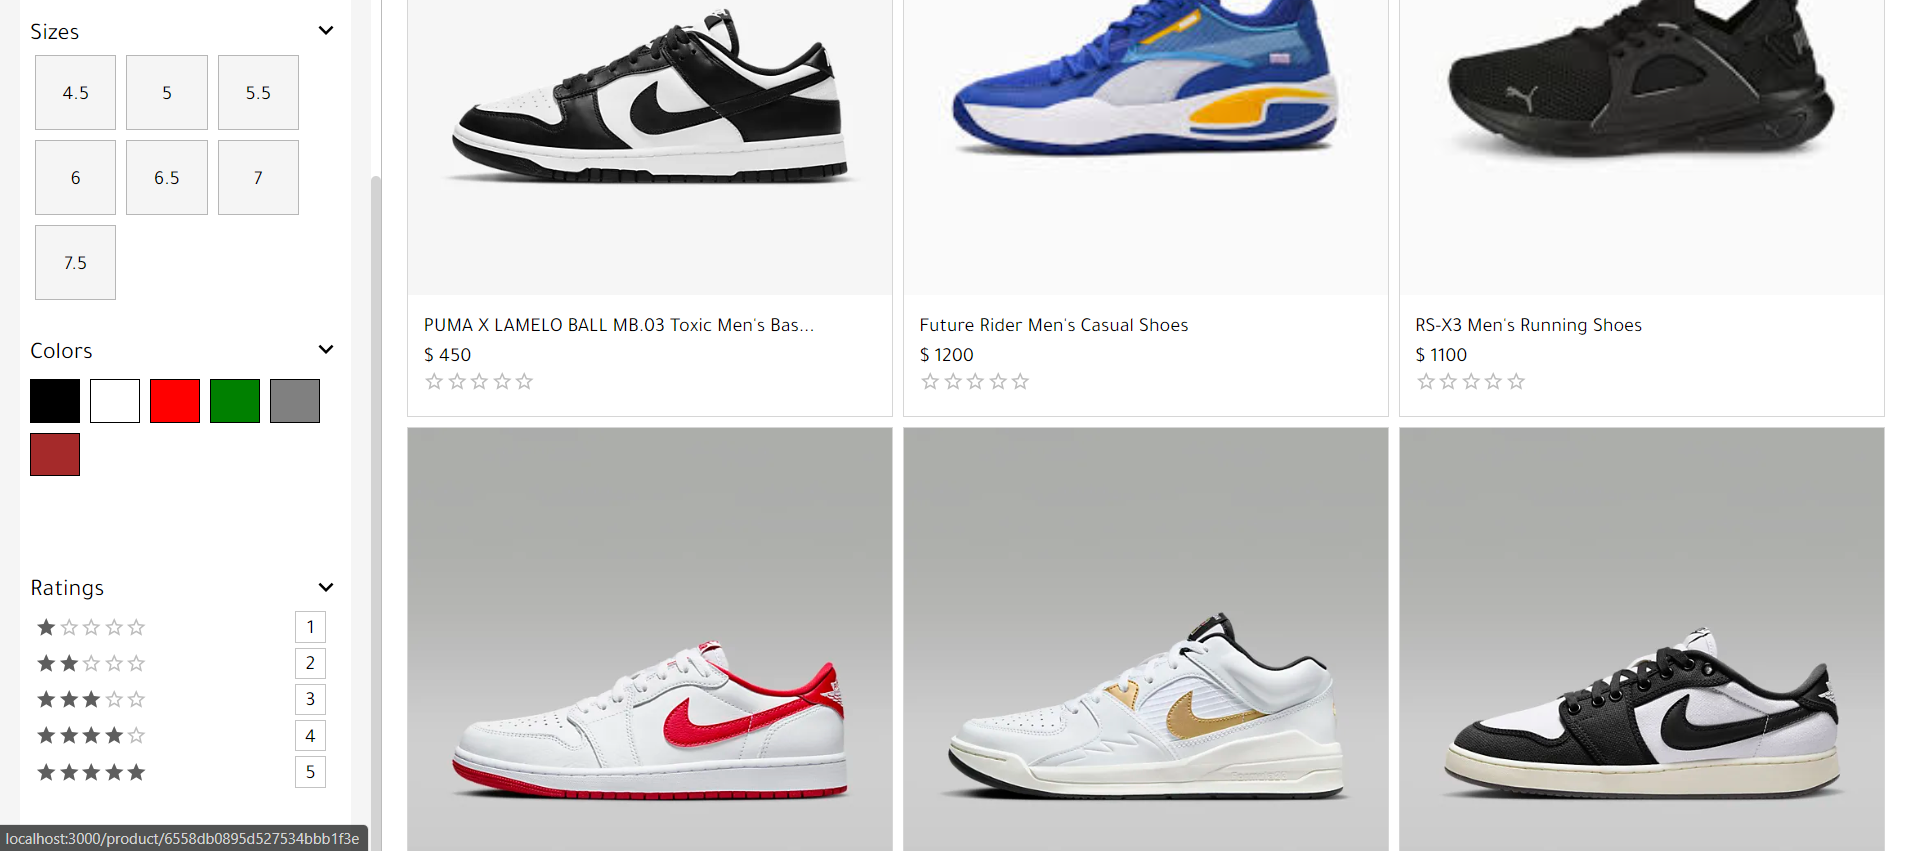 Sizes
4.5 5 5.5
6 6.5 7
7.5
Colors
Ratings
1
2
3
4
5
localhost:3000/product/6558db0895d527534bbb1f3e
PUMA X LAMELO BALL MB.03 Toxic Men's Bas...
$ 450
Future Rider Men's Casual Shoes
$ 1200
RS-X3 Men's Running Shoes
$ 1100